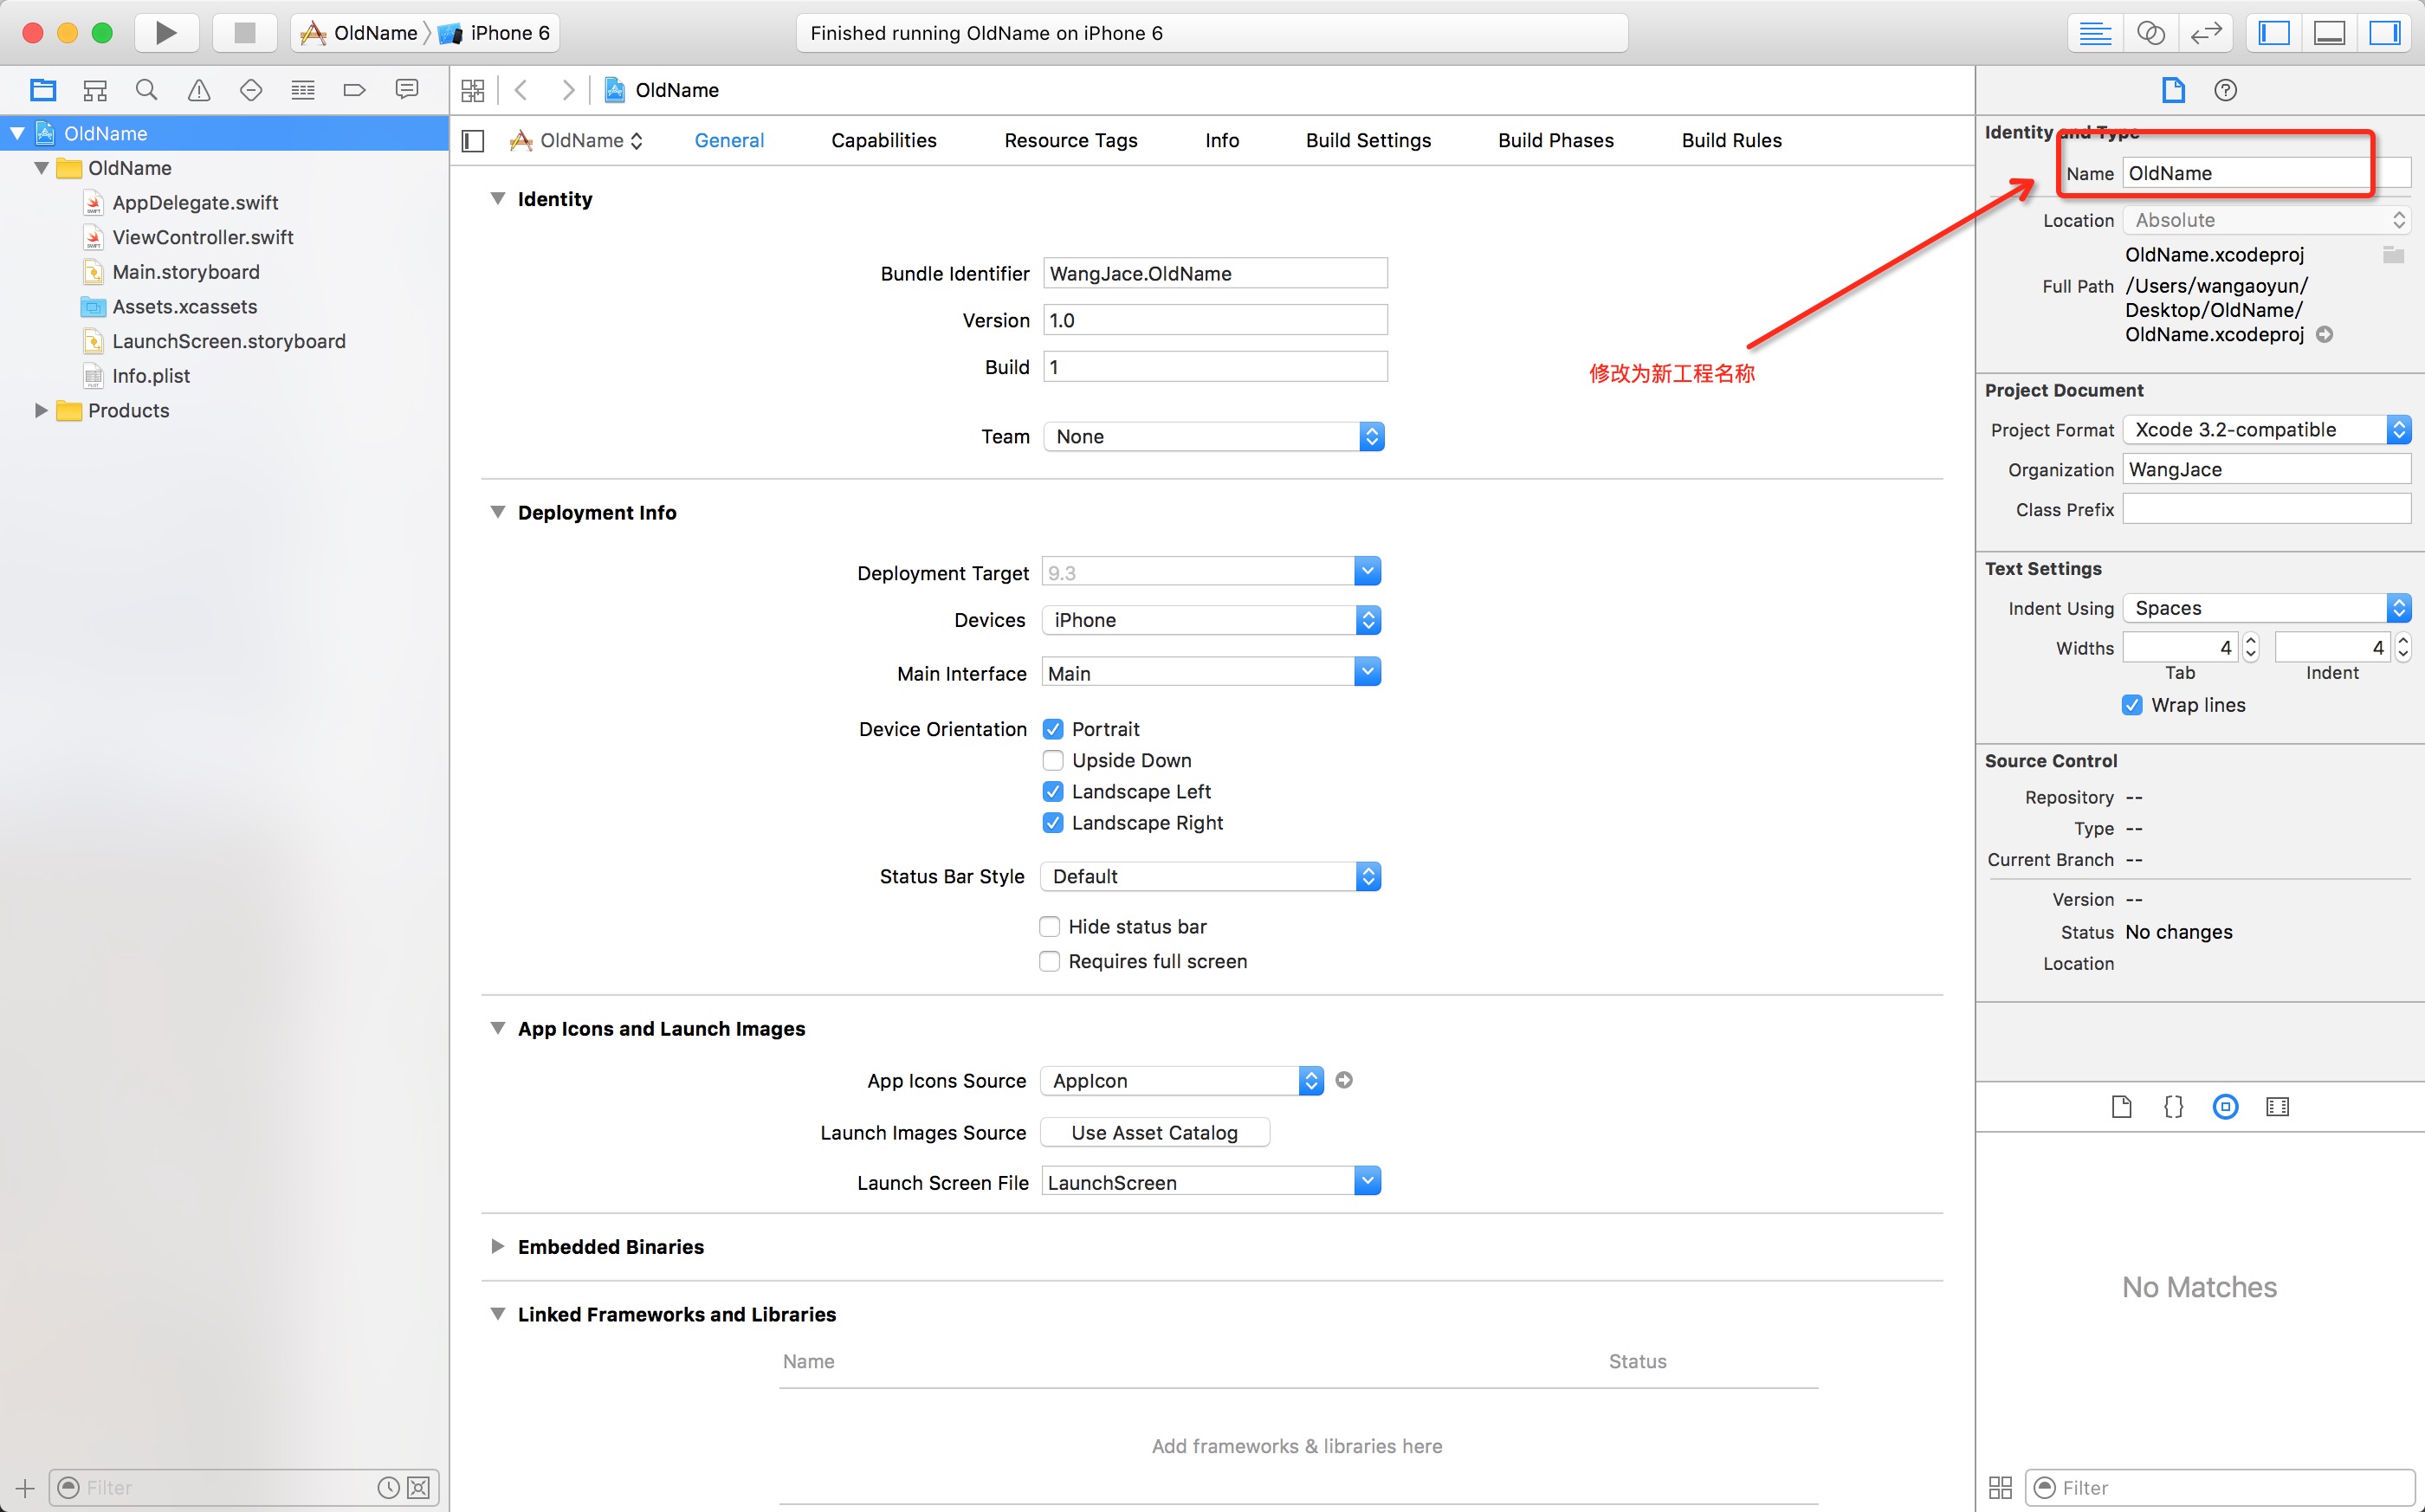 OldName iPhone 6
Finished running OldName on iPhone 6
OldName
OldName
AppDelegate.swift
ViewController.swift
Main.storyboard
Assets.xcassets
LaunchScreen.storyboard
Info.plist
Products
Filter
OldName
OldName General Capabilities Resource Tags Info Build Settings Build Phases Build Rules
Identity
Bundle Identifier WangJace.OldName
Version 1.0
Build 1
Team None
修改为新工程名称
Deployment Info
Deployment Target 9.3
Devices iPhone
Main Interface Main
Device Orientation Portrait
Upside Down
Landscape Left
Landscape Right
Status Bar Style Default
Hide status bar
Requires full screen
App Icons and Launch Images
App Icons Source AppIcon
Launch Images Source Use Asset Catalog
Launch Screen File LaunchScreen
Embedded Binaries
Linked Frameworks and Libraries
Name Status
Add frameworks & libraries here
Identity and Type
Name OldName
Location Absolute
OldName.xcodeproj
Full Path /Users/wangaoyun/
Desktop/OldName/
OldName.xcodeproj
Project Document
Project Format Xcode 3.2-compatible
Organization WangJace
Class Prefix
Text Settings
Indent Using Spaces
Widths 4 4
Tab Indent
Wrap lines
Source Control
Repository --
Type --
Current Branch --
Version --
Status No changes
Location
No Matches
Filter